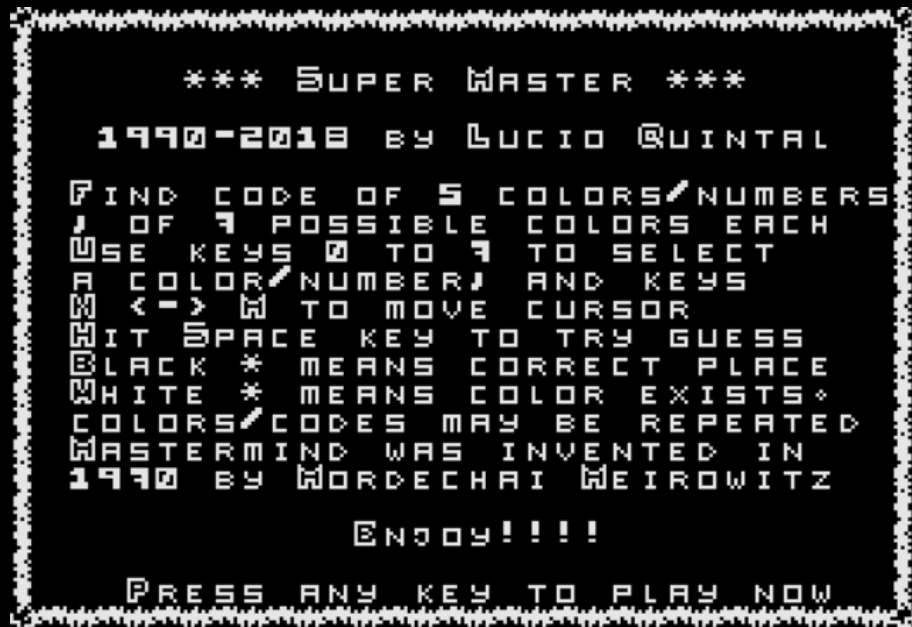 *** Super Master ***
1990-2018 by Lucio Quintal
Find code of 5 colors/numbers
, of 7 possible colors each
Use keys 0 to 7 to select
a color/number, and keys
N <-> M to move cursor
Hit Space key to try guess
Black * means correct place
White * means color exists.
colors/codes may be repeated
Mastermind was invented in
1970 by Mordechai Meirowitz
Enjoy!!!!
Press any key to play now